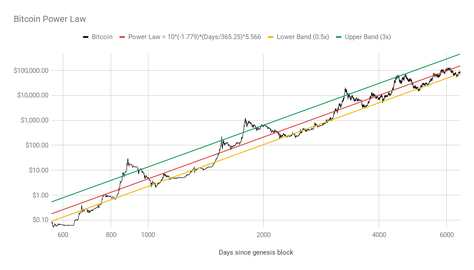 Bitcoin Power Law
Bitcoin Power Law = 10^(-1.779)*(Days/365.25)^5.566 Lower Band (0.5x) Upper Band (3x)
$100,000.00
$10,000.00
$1,000.00
$100.00
$10.00
$1.00
$0.10
600 800 1000 2000 4000 6000
Days since genesis block